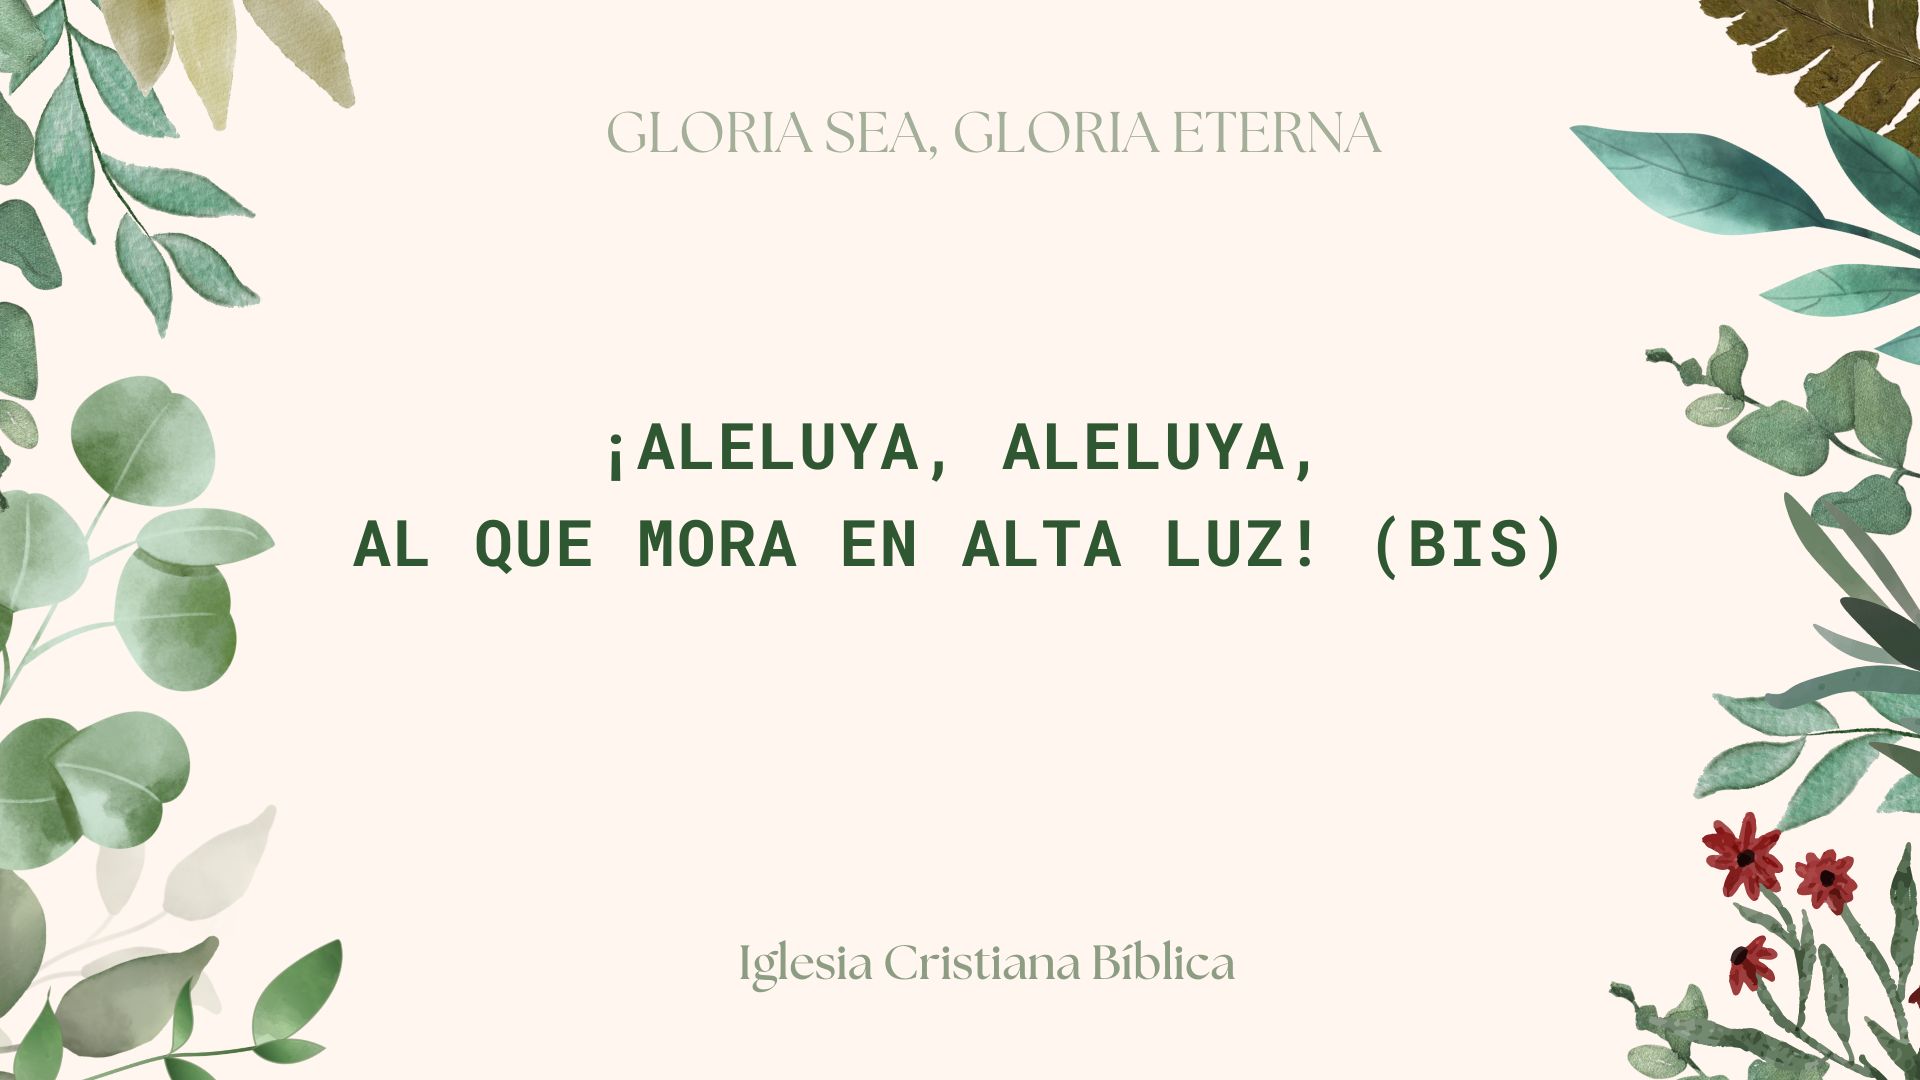 GLORIA SEA, GLORIA ETERNA
¡ALELUYA, ALELUYA,
AL QUE MORA EN ALTA LUZ! (BIS)
Iglesia Cristiana Bíblica